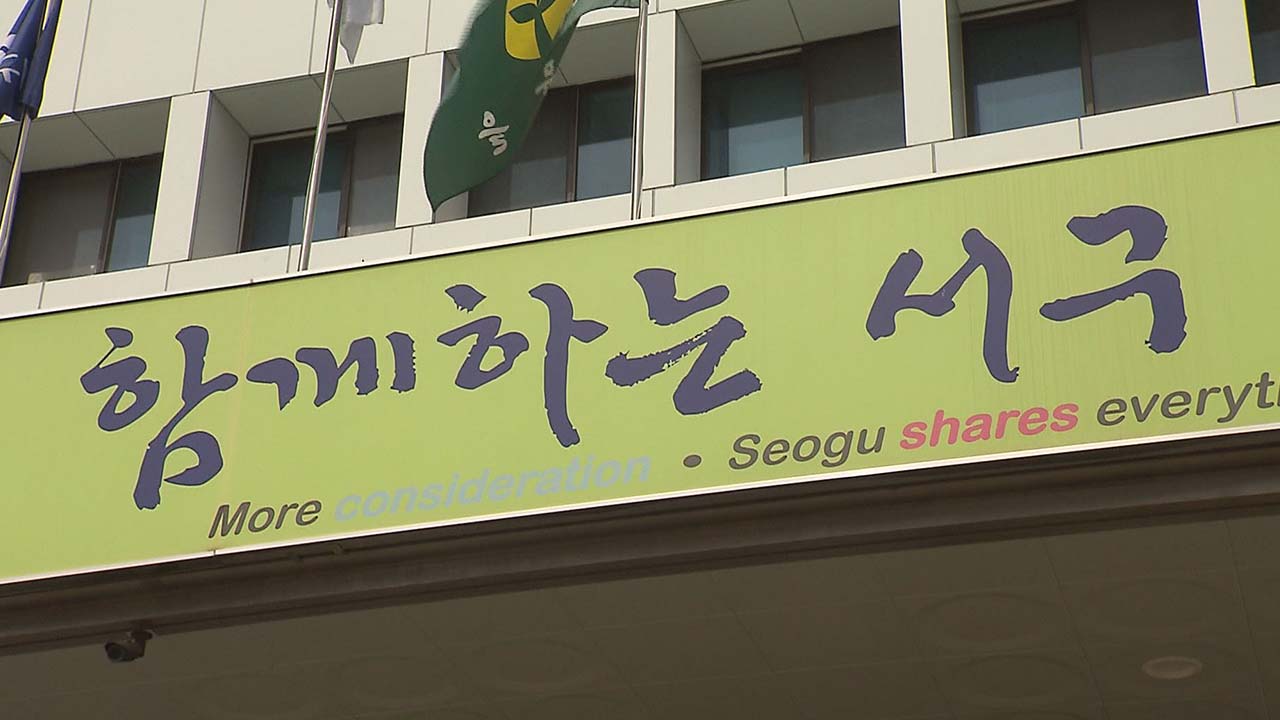 함께하는 서구
More consideration • Seogu shares everyt